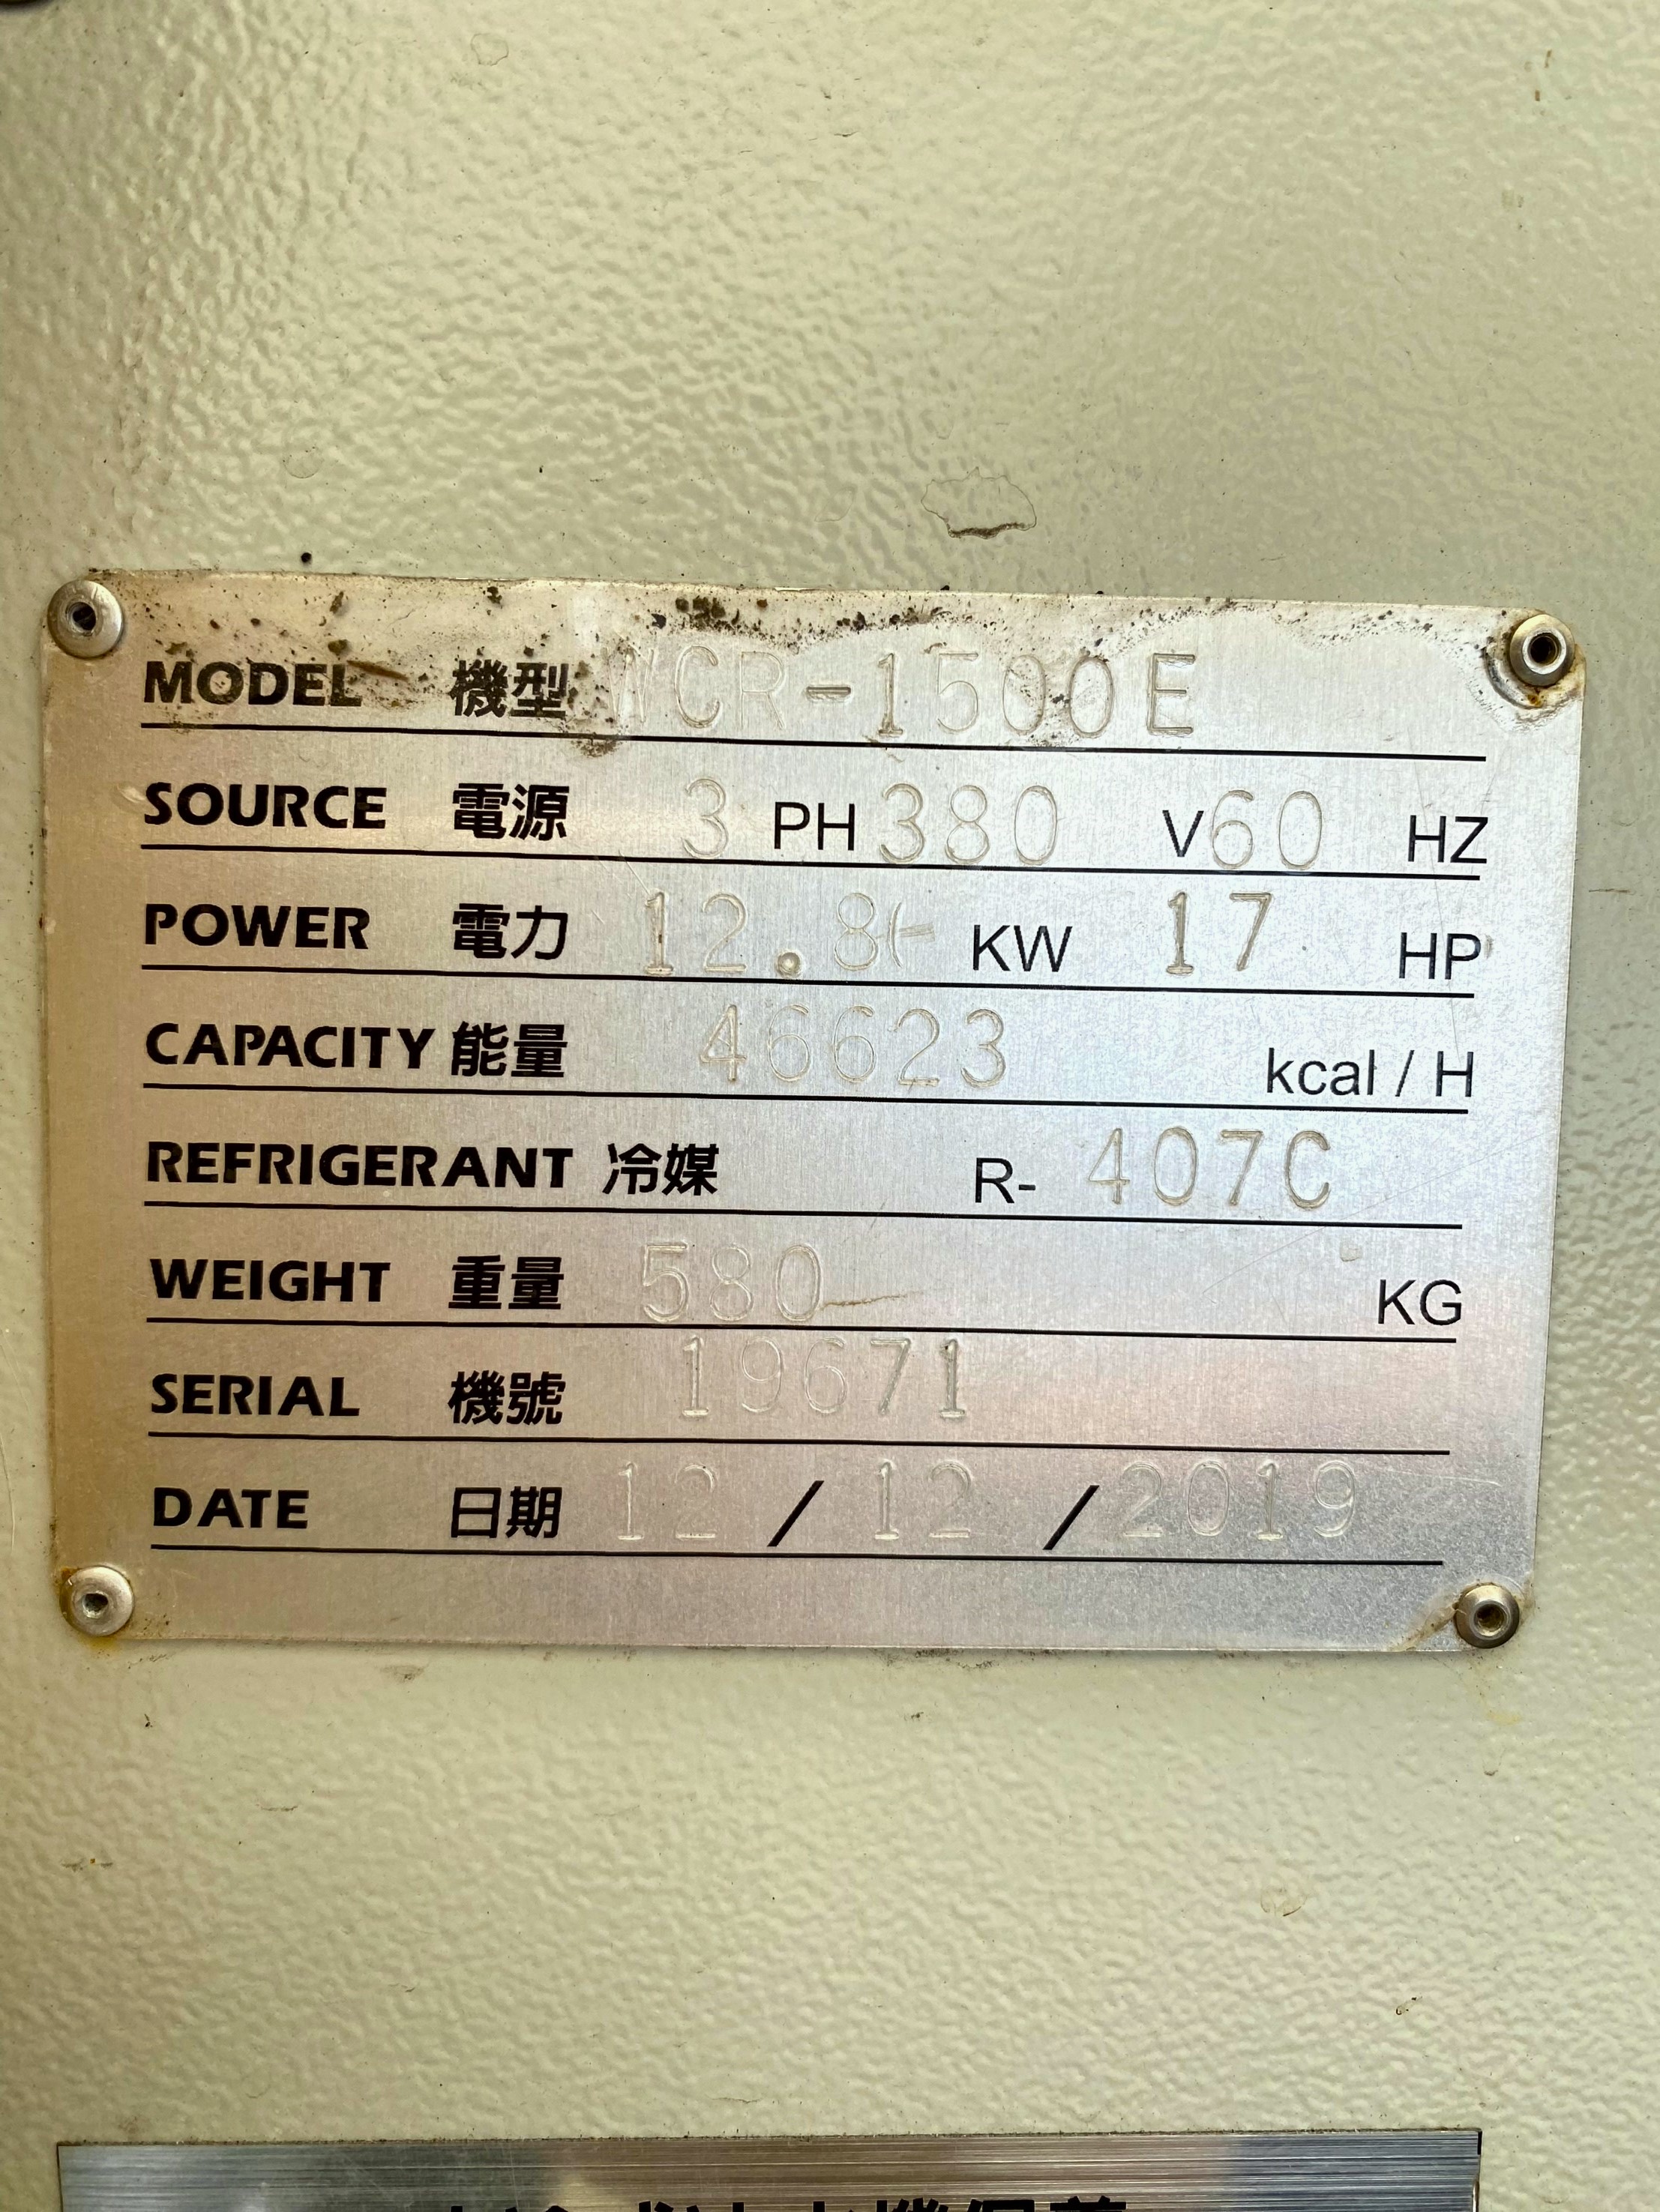 MODEL 機型 WCR-1500E
SOURCE 電源 3 PH 380 V 60 HZ
POWER 電力 KW 17 HP
CAPACITY 能量 46623 kcal / H
REFRIGERANT 冷媒 R- 407C
WEIGHT 重量 580 KG
SERIAL 機號 19671
DATE 日期 12 / 12 / 2019